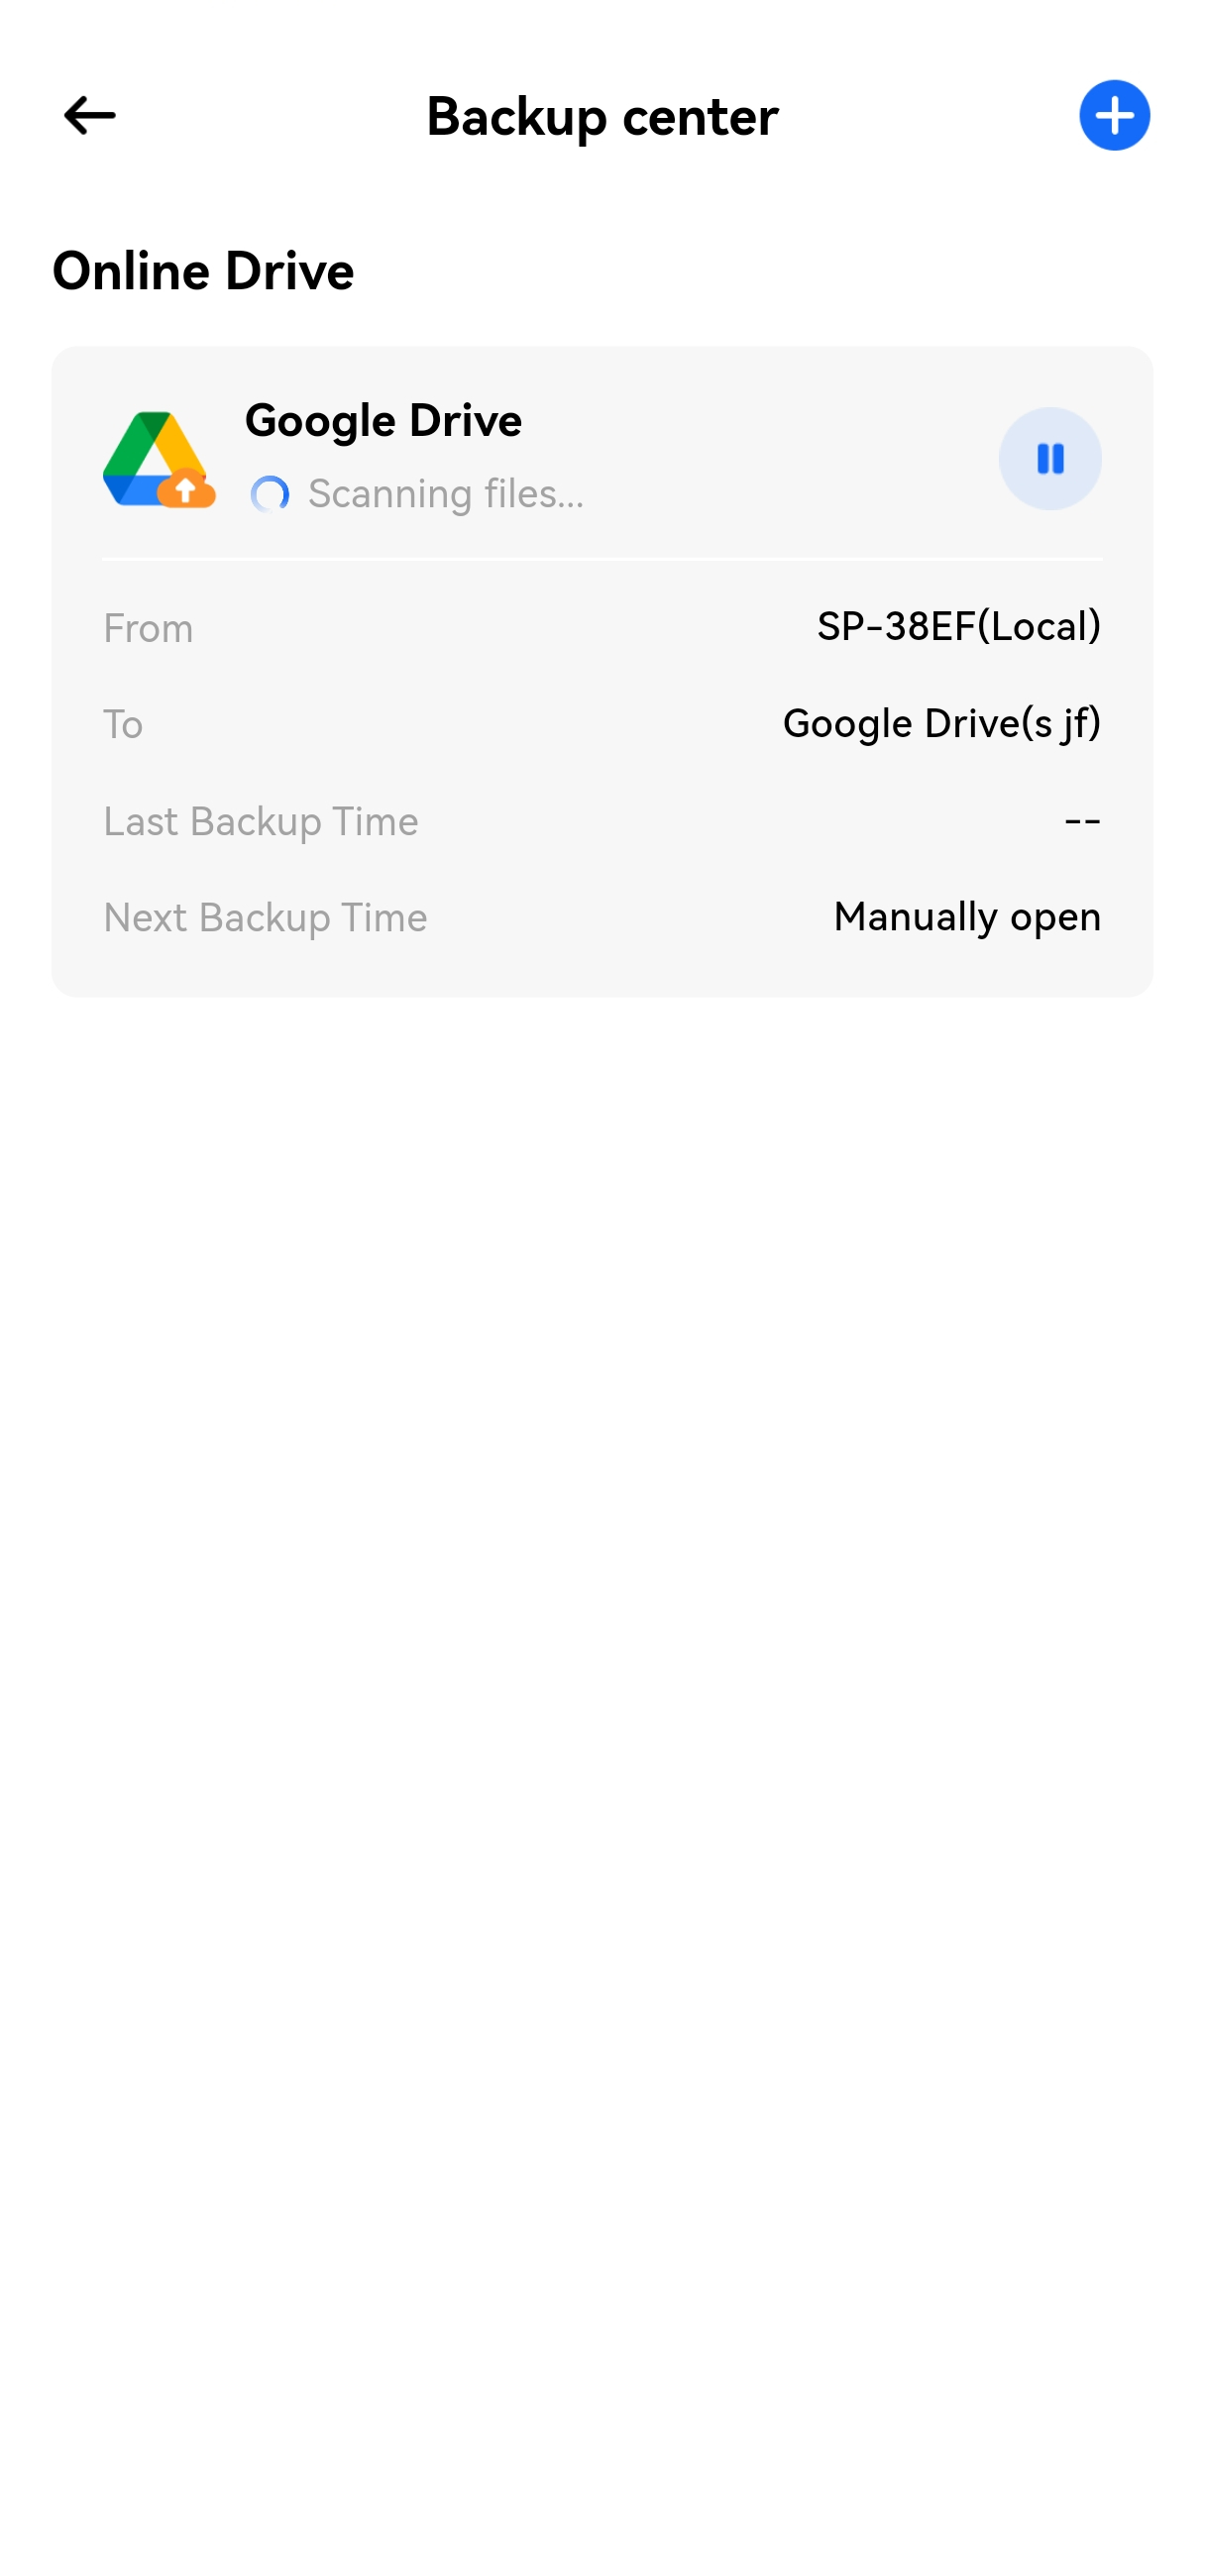 Backup center
Online Drive
Google Drive
Scanning files...
From SP-38EF(Local)
To Google Drive(s jf)
Last Backup Time --
Next Backup Time Manually open